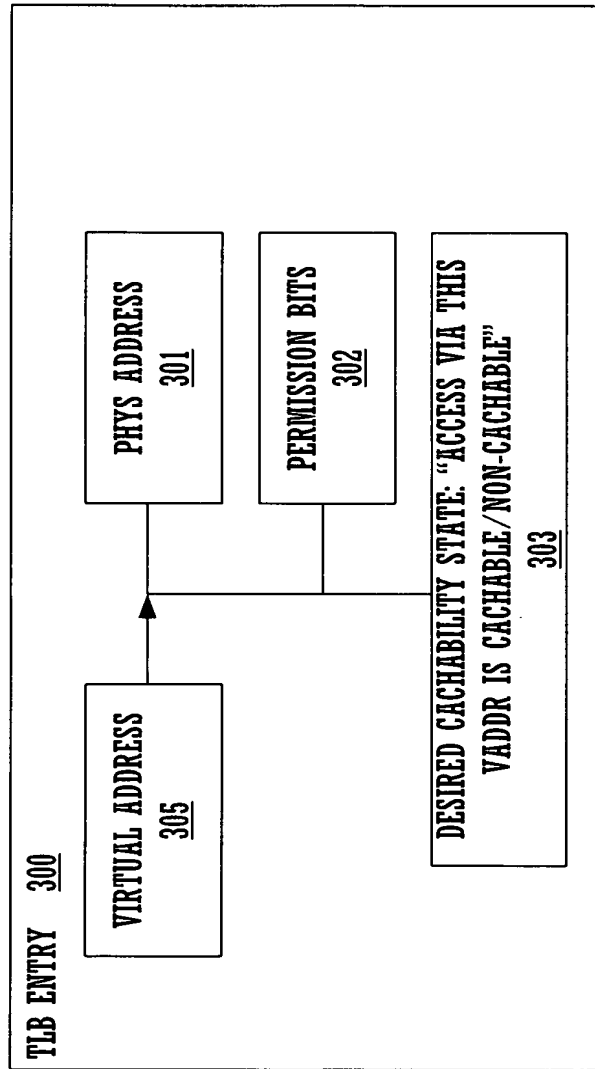 TLB ENTRY 300
VIRTUAL ADDRESS
305
PHYS ADDRESS
301
PERMISSION BITS
302
DESIRED CACHABILITY STATE: “ACCESS VIA THIS
VADDR IS CACHABLE/NON-CACHABLE”
303